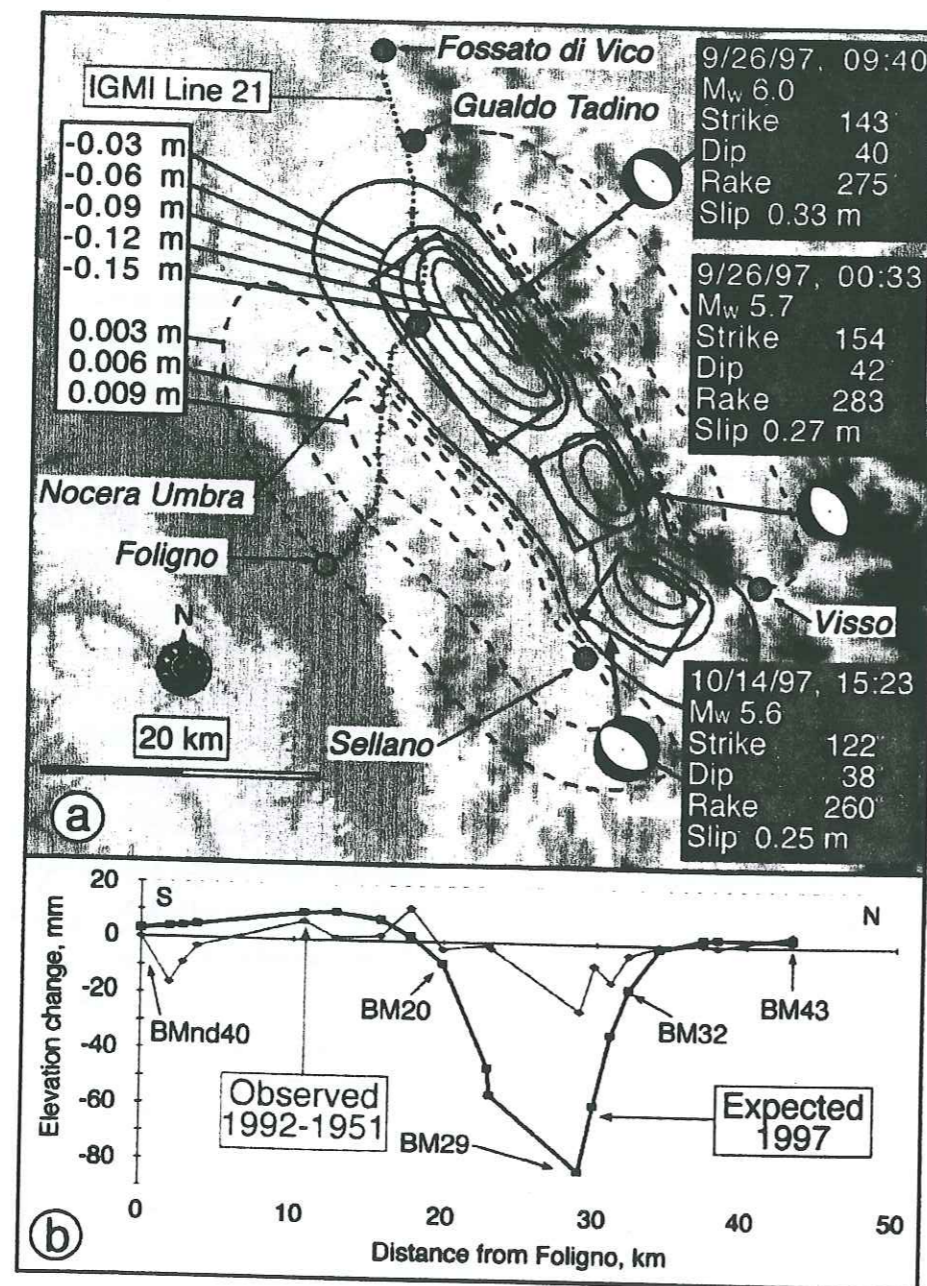 Fossato di Vico
IGMI Line 21
Gualdo Tadino
-0.03 m
-0.06 m
-0.09 m
-0.12 m
-0.15 m
0.003 m
0.006 m
0.009 m
Nocera Umbra
Foligno
N
20 km
Sellano
Visso
9/26/97, 09:40
Mw 6.0
Strike 143
Dip 40
Rake 275
Slip 0.33 m
9/26/97, 00:33
Mw 5.7
Strike 154
Dip 42
Rake 283
Slip 0.27 m
10/14/97, 15:23
Mw 5.6
Strike 122
Dip 38
Rake 260
Slip 0.25 m
a
20
0
-20
-40
-60
-80
Elevation change, mm
S
N
BMnd40
BM20
BM29
BM32
BM43
Observed
1992-1951
Expected
1997
0 10 20 30 40 50
Distance from Foligno, km
b